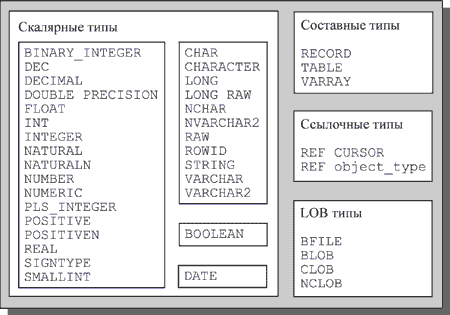 Скалярные типы
BINARY_INTEGER
DEC
DECIMAL
DOUBLE PRECISION
FLOAT
INT
INTEGER
NATURAL
NATURALN
NUMBER
NUMERIC
PLS_INTEGER
POSITIVE
POSITIVEN
REAL
SIGNTYPE
SMALLINT
CHAR
CHARACTER
LONG
LONG RAW
NCHAR
NVARCHAR2
RAW
ROWID
STRING
VARCHAR
VARCHAR2
BOOLEAN
DATE
Составные типы
RECORD
TABLE
VARRAY
Ссылочные типы
REF CURSOR
REF object_type
LOB типы
BFILE
BLOB
CLOB
NCLOB